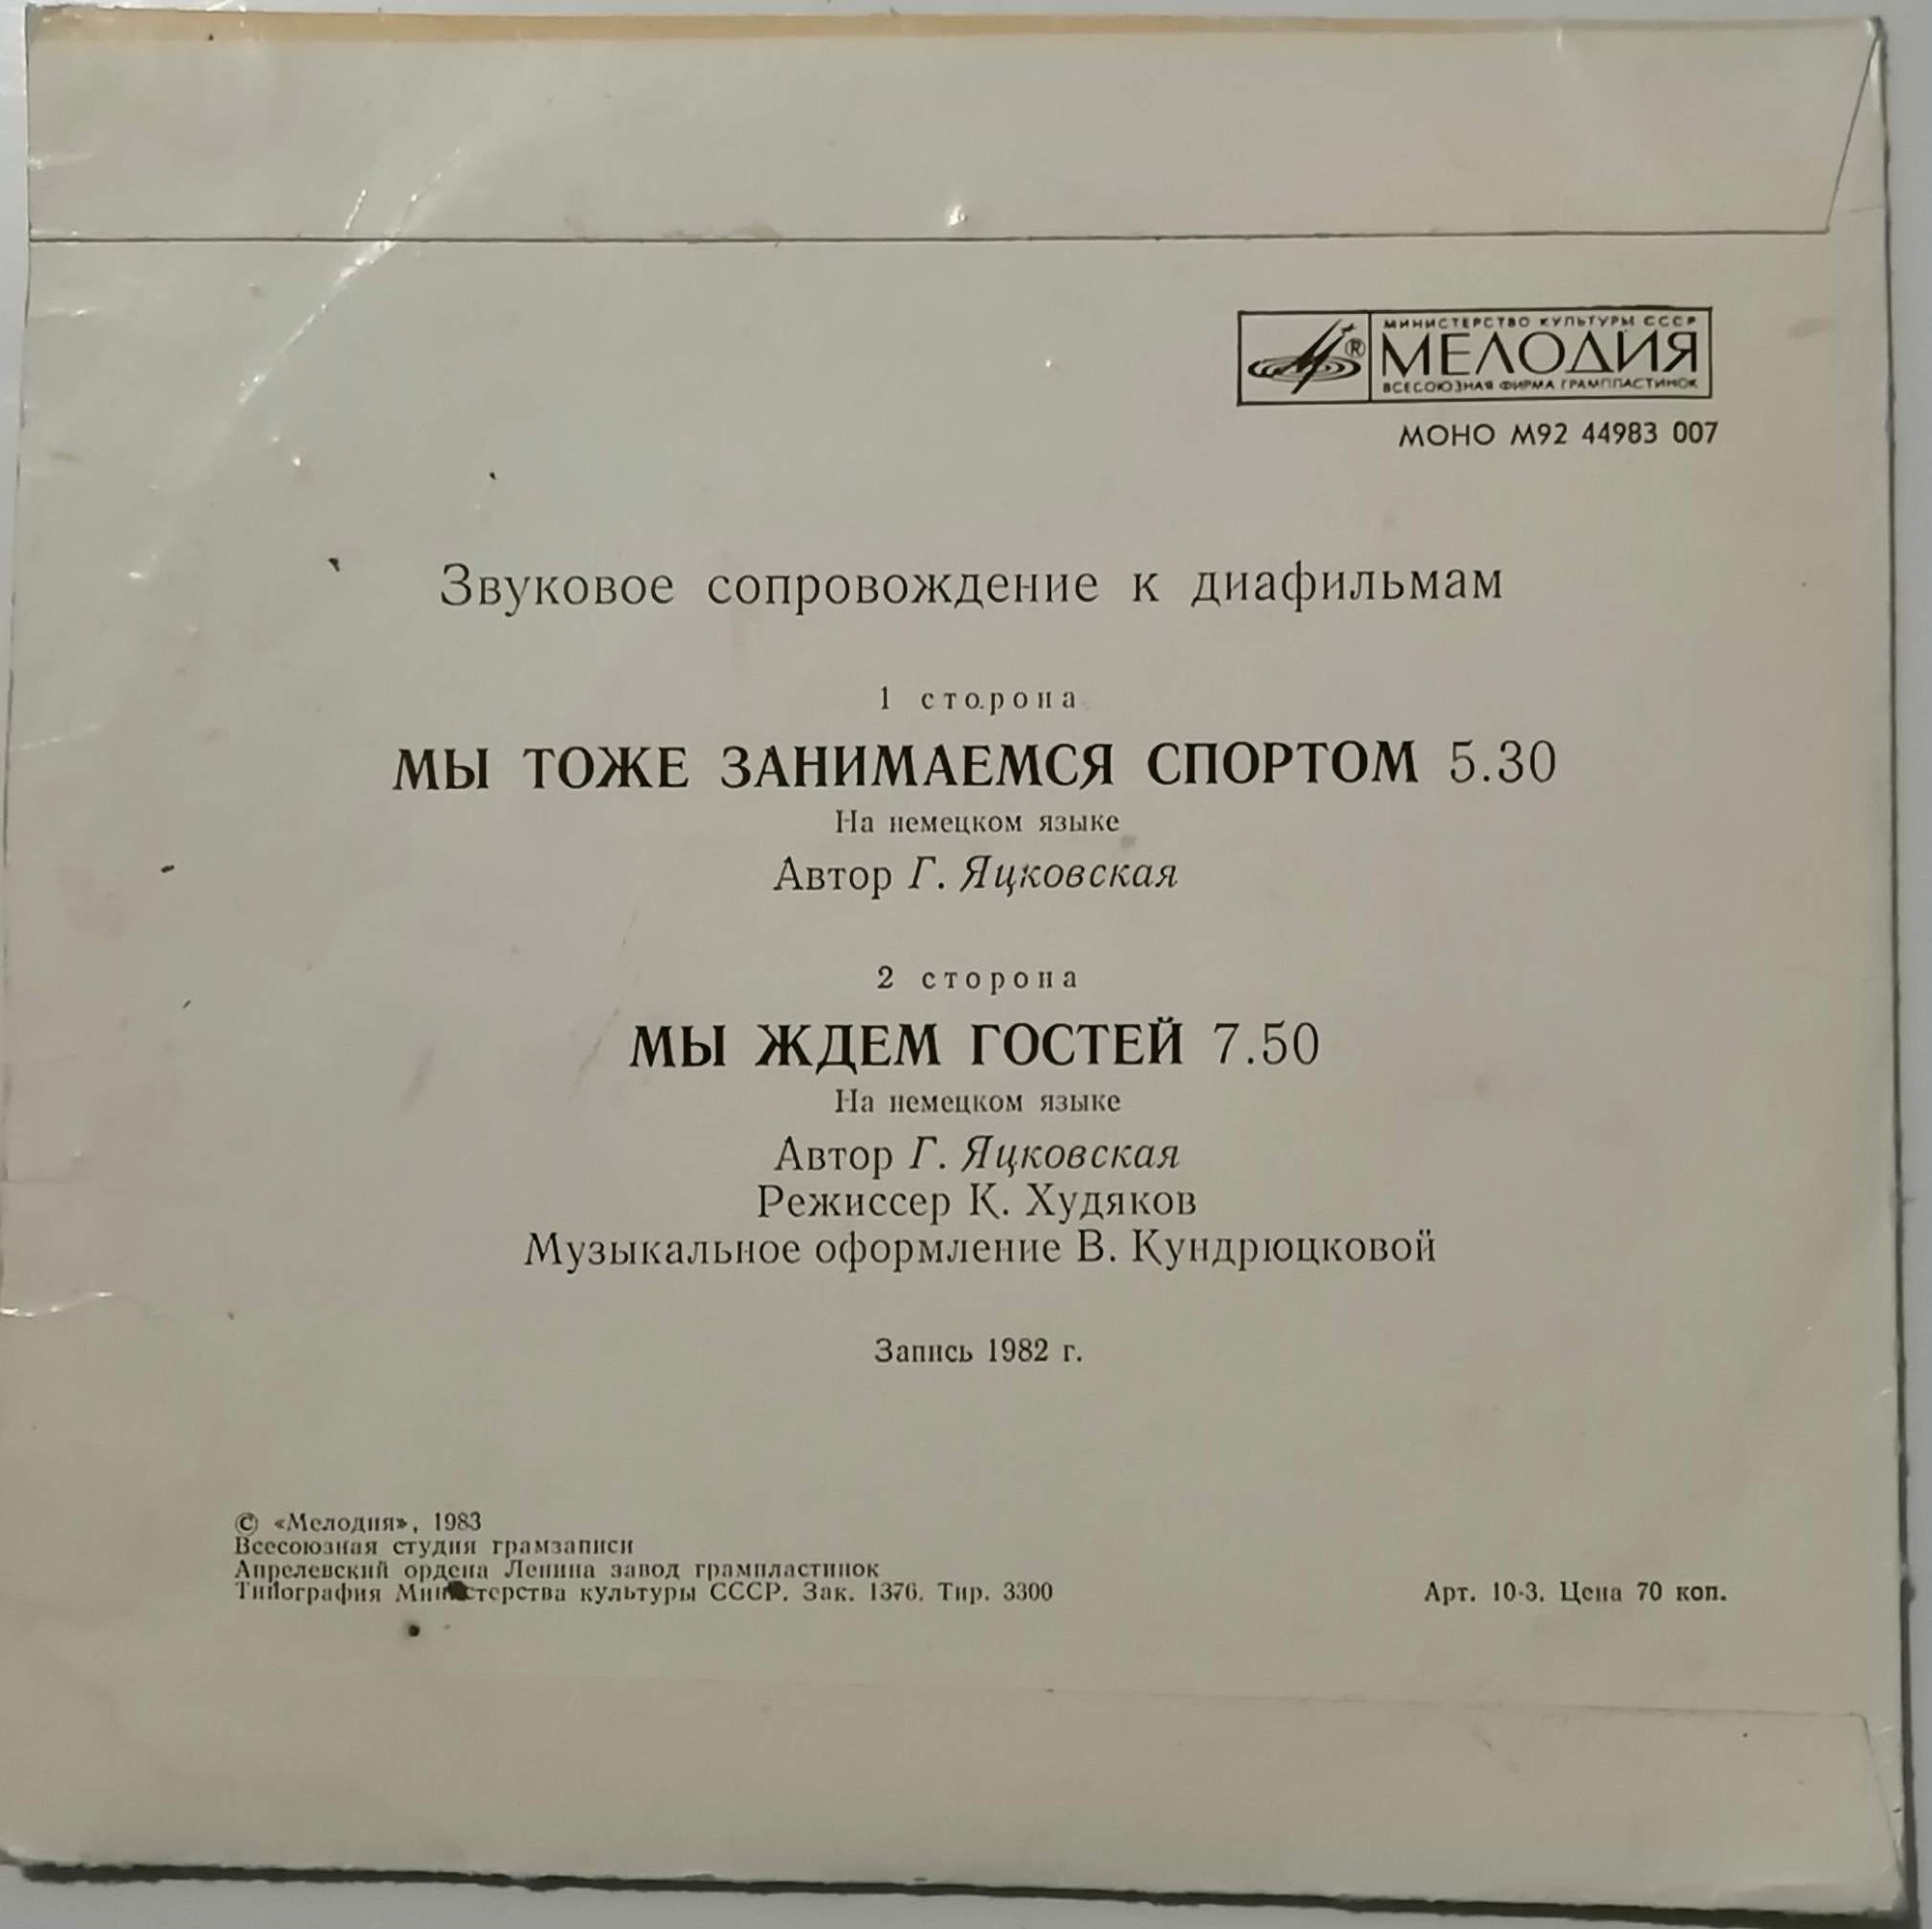 МИНИСТЕРСТВО КУЛЬТУРЫ СССР
® МЕЛОДИЯ
ВСЕСОЮЗНАЯ ФИРМА ГРАМПЛАСТИНОК
МОНО М92 44983 007
Звуковое сопровождение к диафильмам
1 сторона
МЫ ТОЖЕ ЗАНИМАЕМСЯ СПОРТОМ 5.30
На немецком языке
Автор Г. Яцковская
2 сторона
МЫ ЖДЕМ ГОСТЕЙ 7.50
На немецком языке
Автор Г. Яцковская
Режиссер К. Худяков
Музыкальное оформление В. Кундрюцковой
Запись 1982 г.
© «Мелодия», 1983
Всесоюзная студия грамзаписи
Апрелевский ордена Ленина завод грампластинок
Типография Министерства культуры СССР. Зак. 1376. Тир. 3300
Арт. 10-3. Цена 70 коп.